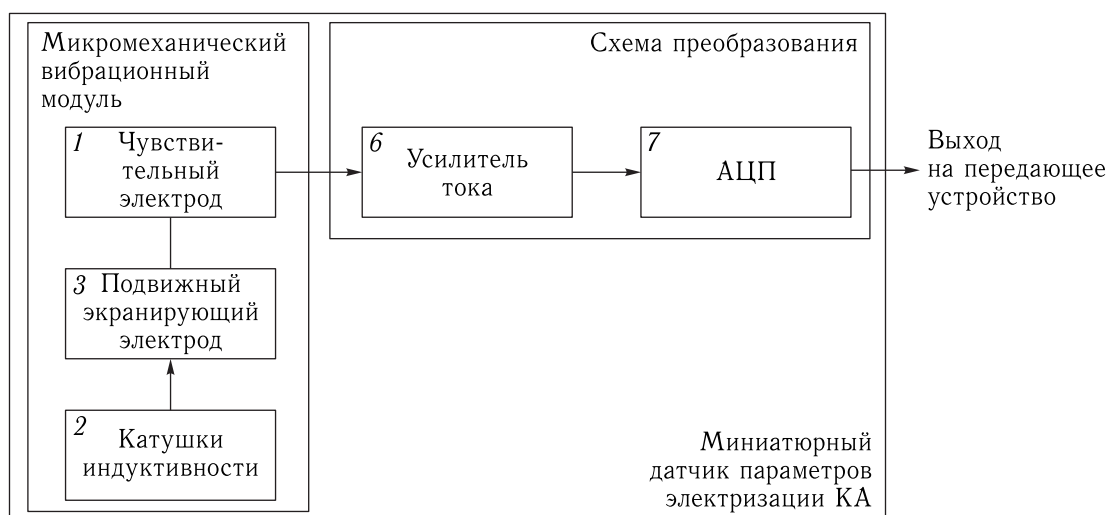 Микромеханический
вибрационный
модуль
1 Чувстви-
тельный
электрод
3 Подвижный
экранирующий
электрод
2 Катушки
индуктивности
Схема преобразования
6 Усилитель
тока
7 АЦП
Выход
на передающее
устройство
Миниатюрный
датчик параметров
электризации КА